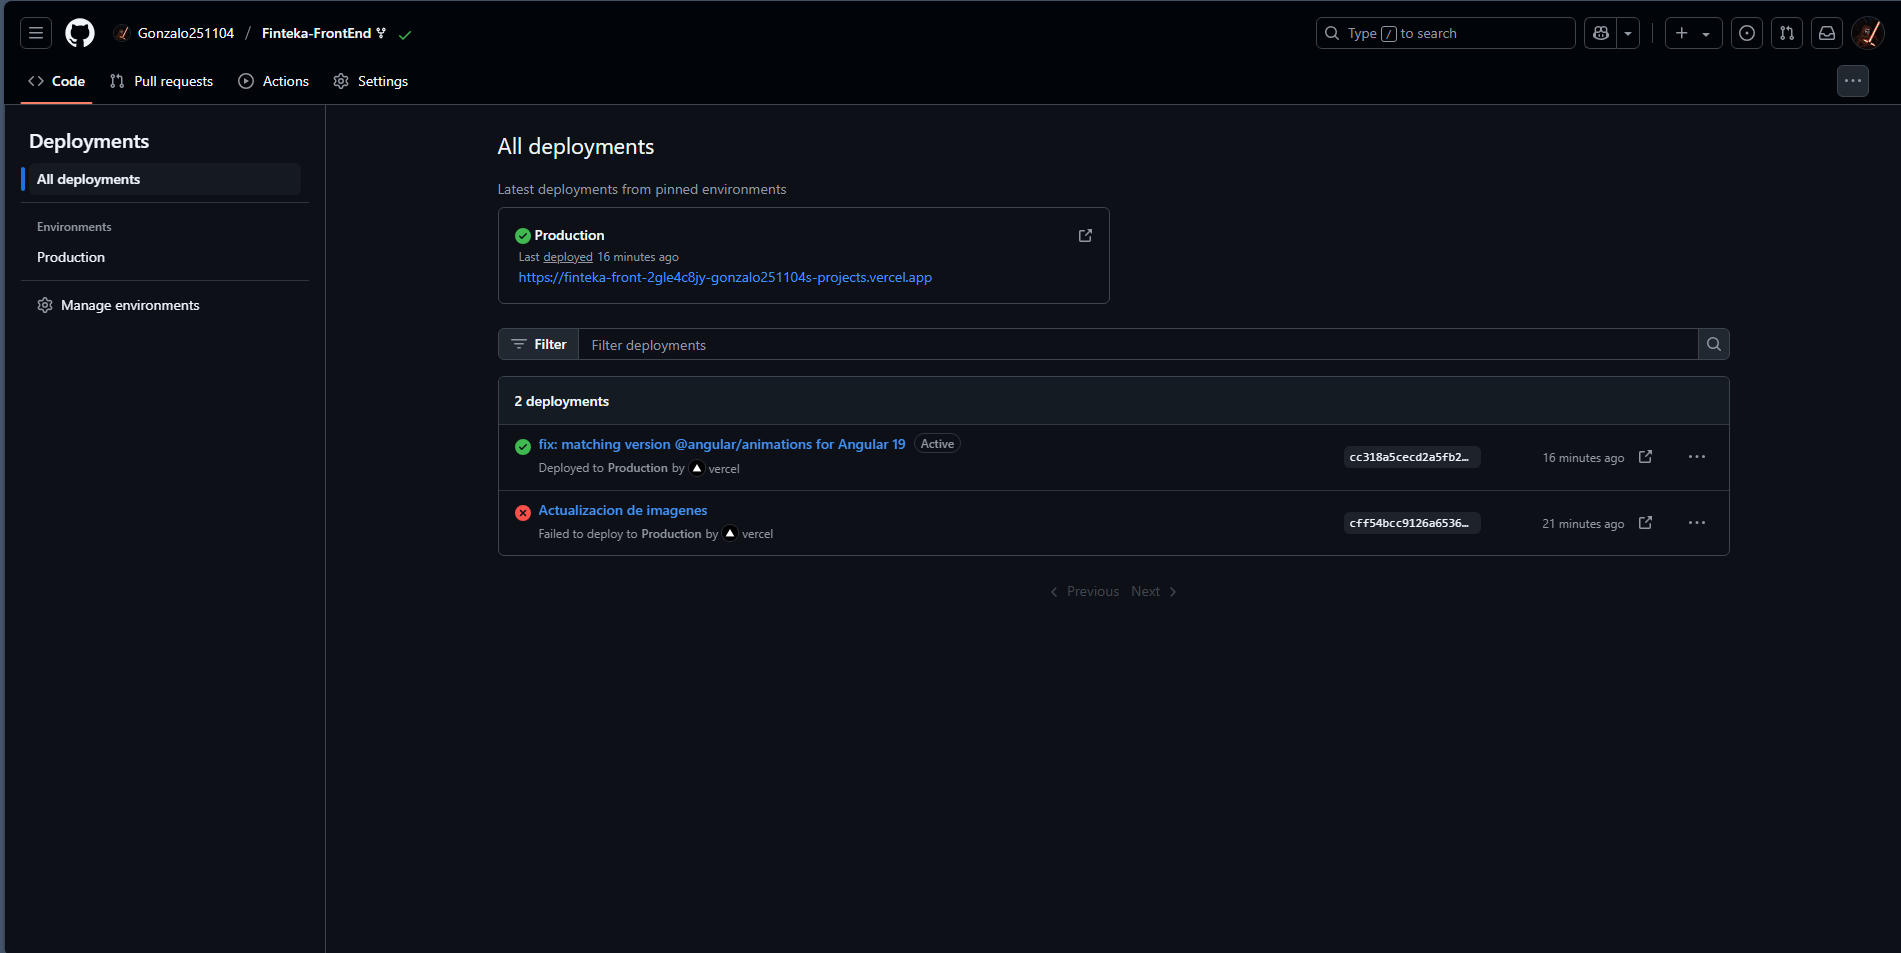 Gonzalo251104 / Finteka-FrontEnd
Type / to search
Code Pull requests Actions Settings
Deployments
All deployments
Environments
Production
Manage environments
All deployments
Latest deployments from pinned environments
Production
Last deployed 16 minutes ago
https://finteka-front-2gle4c8jy-gonzalo251104s-projects.vercel.app
Filter Filter deployments
2 deployments
fix: matching version @angular/animations for Angular 19 Active
Deployed to Production by vercel
cc318a5cecd2a5fb2… 16 minutes ago
Actualizacion de imagenes
Failed to deploy to Production by vercel
cff54bcc9126a6536… 21 minutes ago
Previous Next